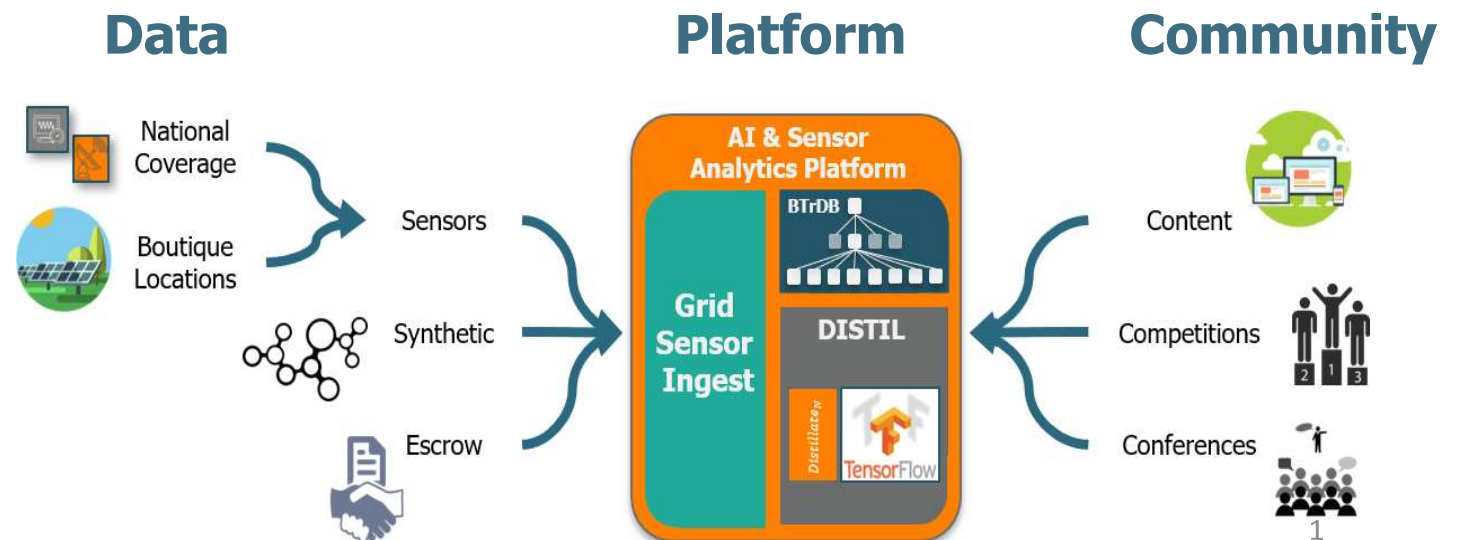 Data
Platform
Community
National
Coverage
Boutique
Locations
Sensors
Synthetic
Escrow
AI & Sensor
Analytics Platform
Grid
Sensor
Ingest
BTrDB
DISTIL
DistillateN
TensorFlow
Content
Competitions
2 1 3
Conferences
1